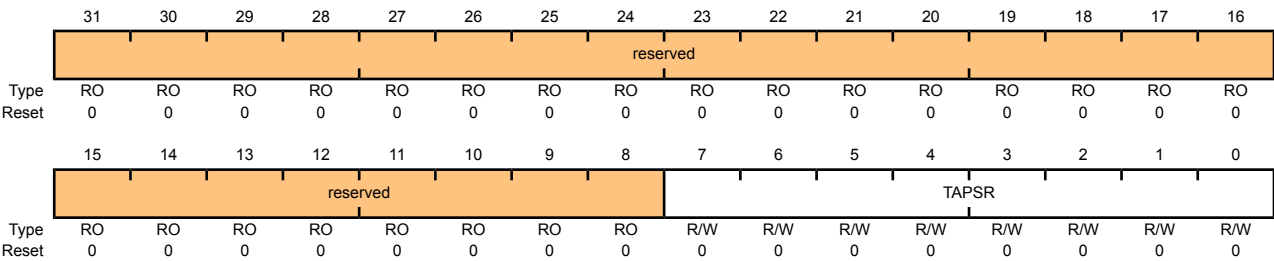 31 30 29 28 27 26 25 24 23 22 21 20 19 18 17 16
reserved
Type RO RO RO RO RO RO RO RO RO RO RO RO RO RO RO RO
Reset 0 0 0 0 0 0 0 0 0 0 0 0 0 0 0 0
15 14 13 12 11 10 9 8 7 6 5 4 3 2 1 0
reserved TAPSR
Type RO RO RO RO RO RO RO RO R/W R/W R/W R/W R/W R/W R/W R/W
Reset 0 0 0 0 0 0 0 0 0 0 0 0 0 0 0 0